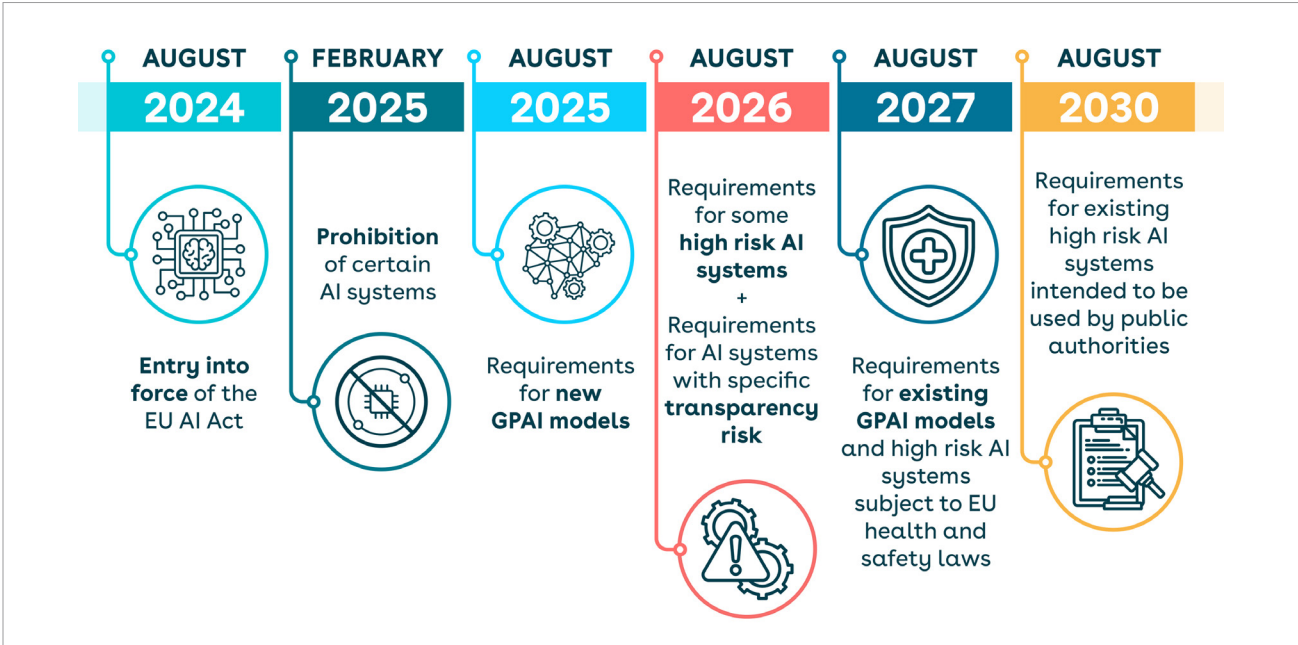 AUGUST
2024
Entry into
force of the
EU AI Act
FEBRUARY
2025
Prohibition
of certain
AI systems
AUGUST
2025
Requirements
for new
GPAI models
AUGUST
2026
Requirements
for some
high risk AI
systems
+
Requirements
for AI systems
with specific
transparency
risk
AUGUST
2027
Requirements
for existing
GPAI models
and high risk AI
systems
subject to EU
health and
safety laws
AUGUST
2030
Requirements
for existing
high risk AI
systems
intended to be
used by public
authorities